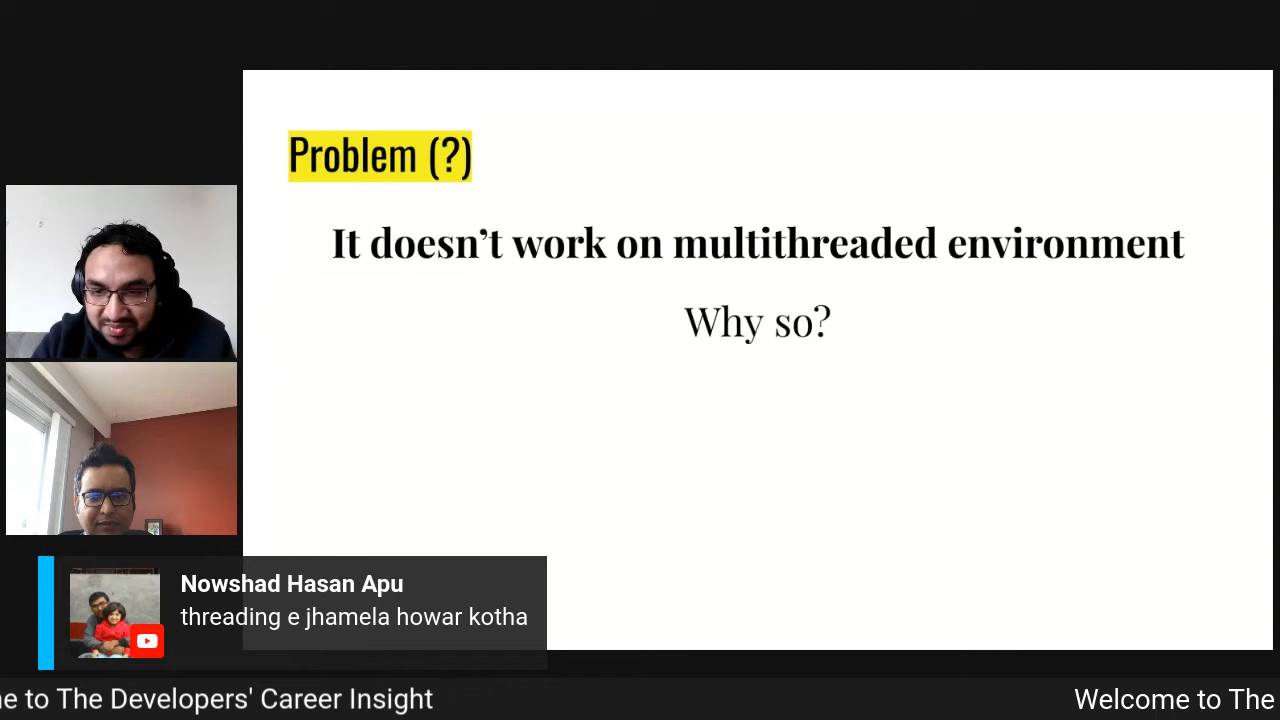 Problem (?)
It doesn’t work on multithreaded environment
Why so?
Nowshad Hasan Apu
threading e jhamela howar kotha
e to The Developers' Career Insight
Welcome to The